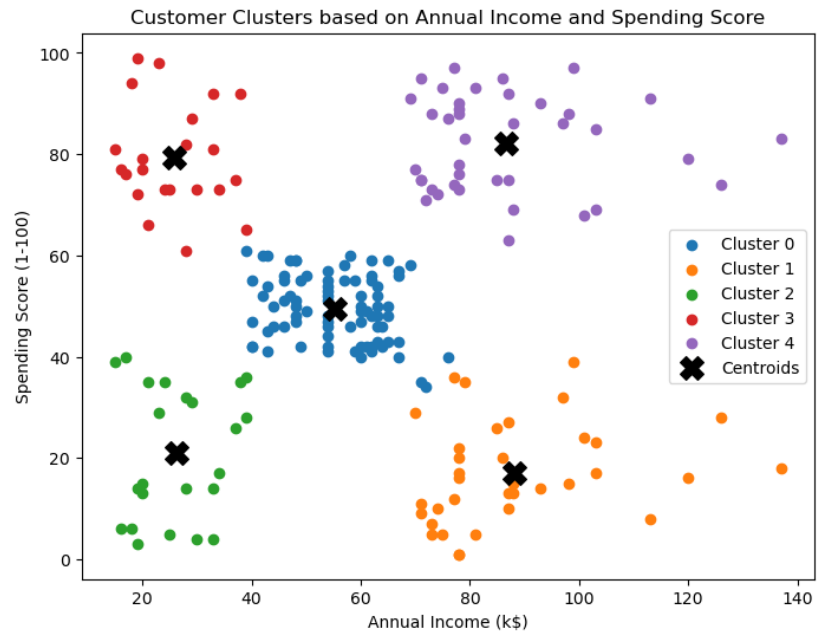 Customer Clusters based on Annual Income and Spending Score
Spending Score (1-100)
100
80
60
40
20
0
Cluster 0
Cluster 1
Cluster 2
Cluster 3
Cluster 4
Centroids
20 40 60 80 100 120 140
Annual Income (k$)